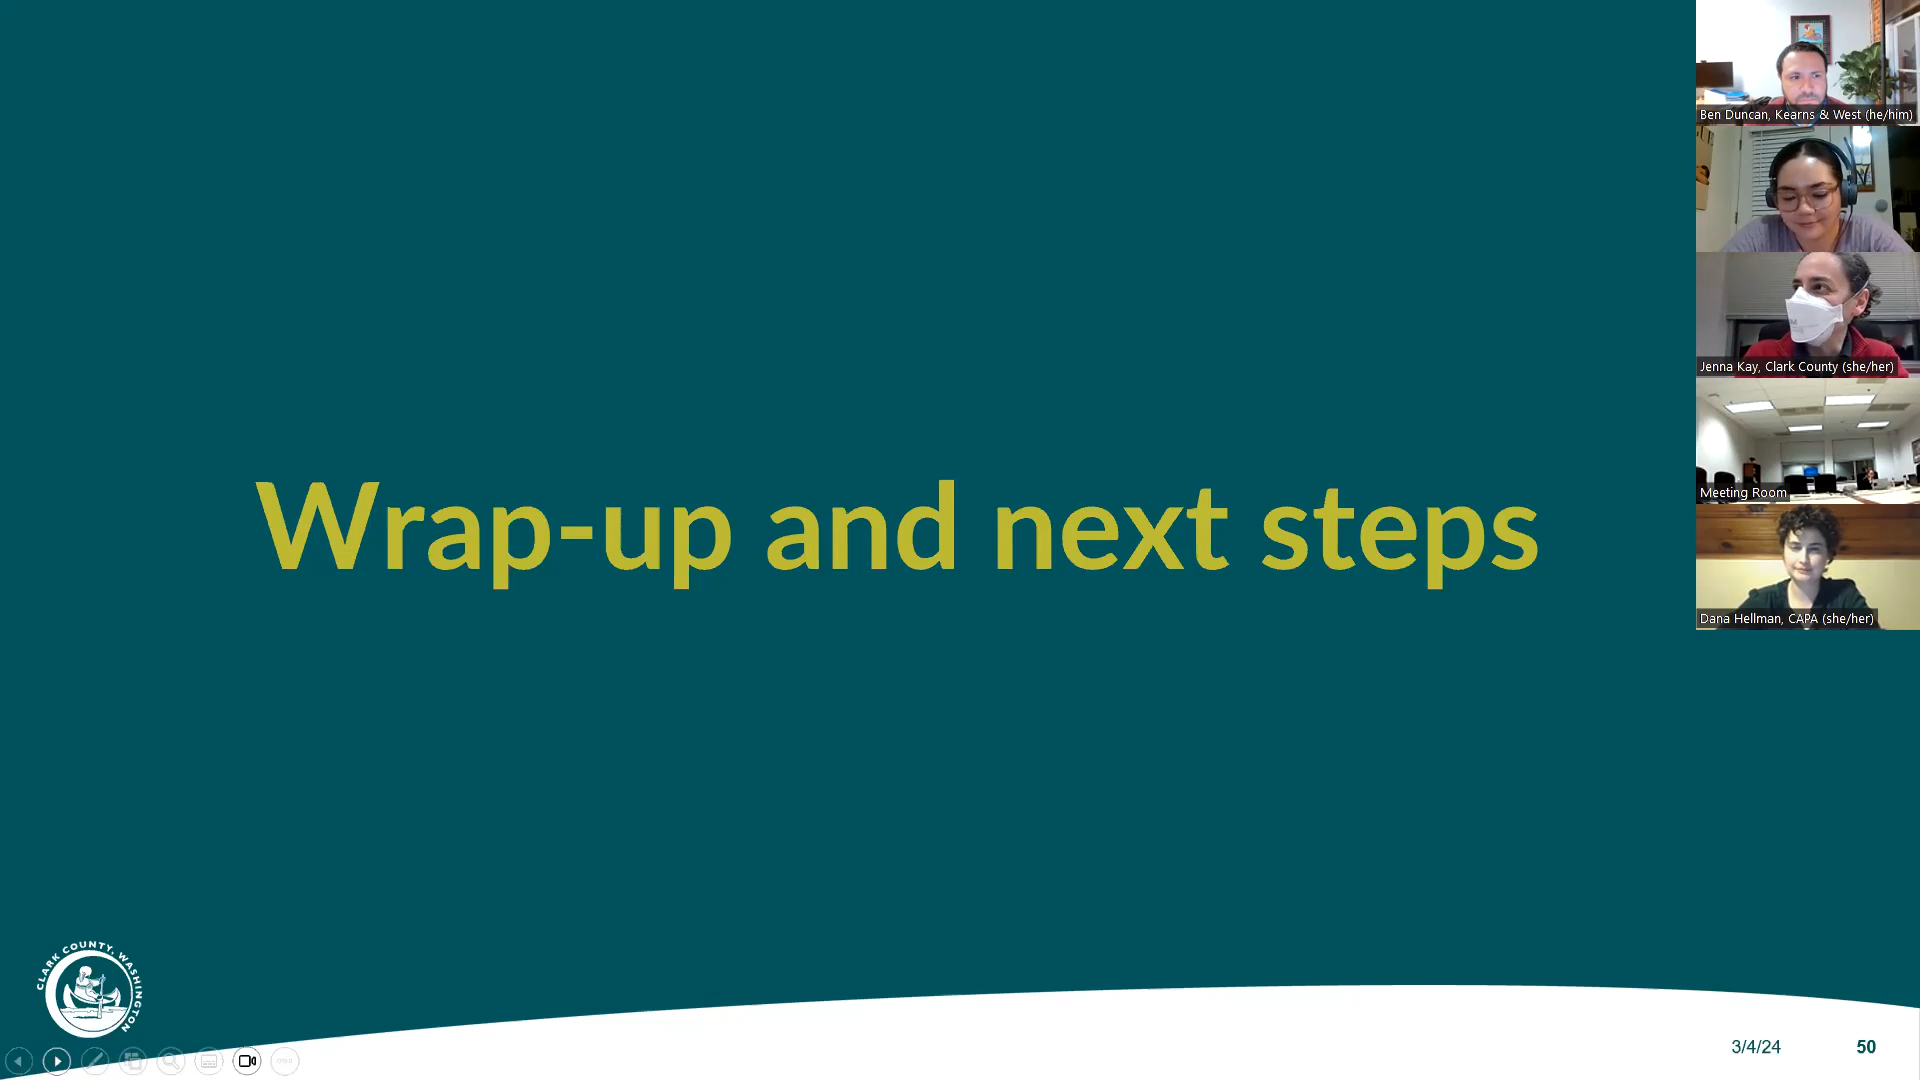 Ben Duncan, Kearns & West (he/him)
Jenna Kay, Clark County (she/her)
Meeting Room
Dana Hellman, CAPA (she/her)
Wrap-up and next steps
CLARK COUNTY, WASHINGTON
3/4/24
50